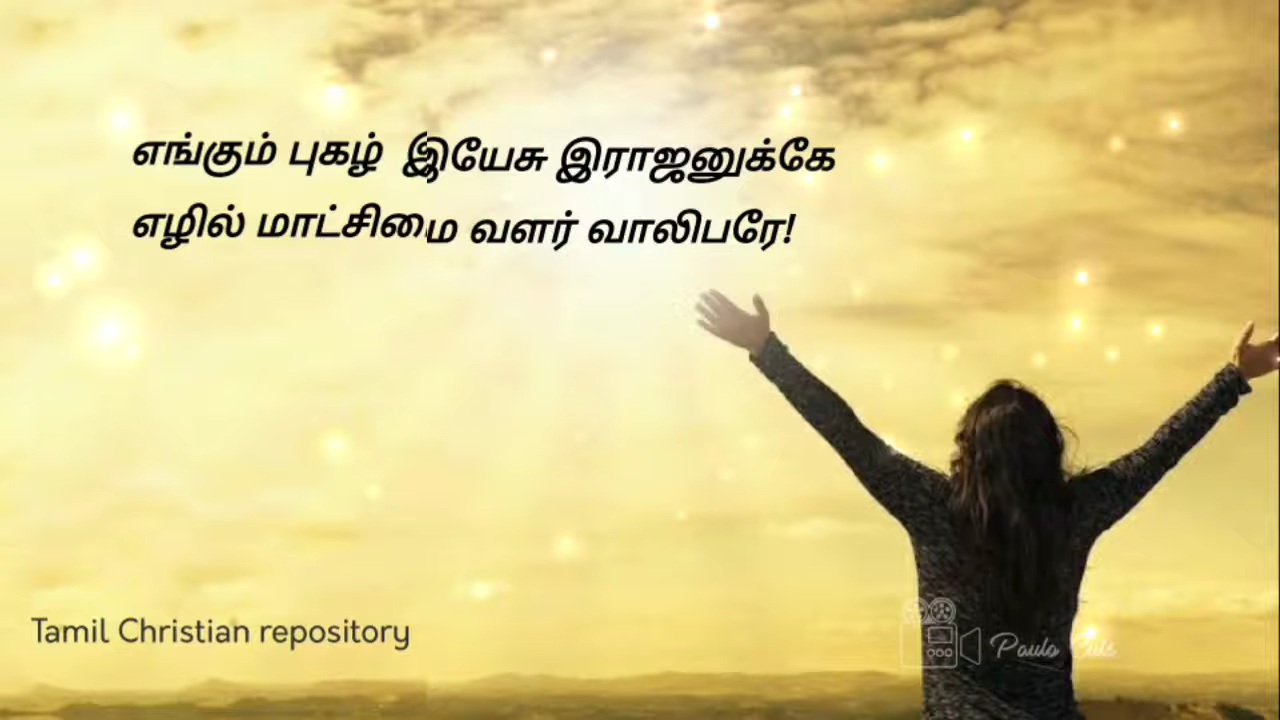 எங்கும் புகழ் இயேசு இராஜனுக்கே
எழில் மாட்சிமை வளர் வாலிபரே!
Tamil Christian repository
Paulo